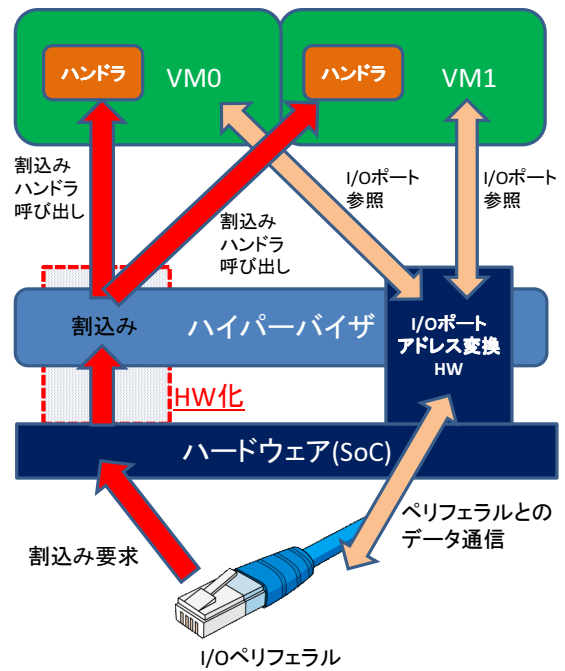 ハンドラ
VM0
ハンドラ
VM1
割込み
ハンドラ
呼び出し
割込み
ハンドラ
呼び出し
I/Oポート
参照
I/Oポート
参照
割込み
ハイパーバイザ
I/Oポート
アドレス変換
HW
HW化
ハードウェア(SoC)
割込み要求
ペリフェラルとの
データ通信
I/Oペリフェラル